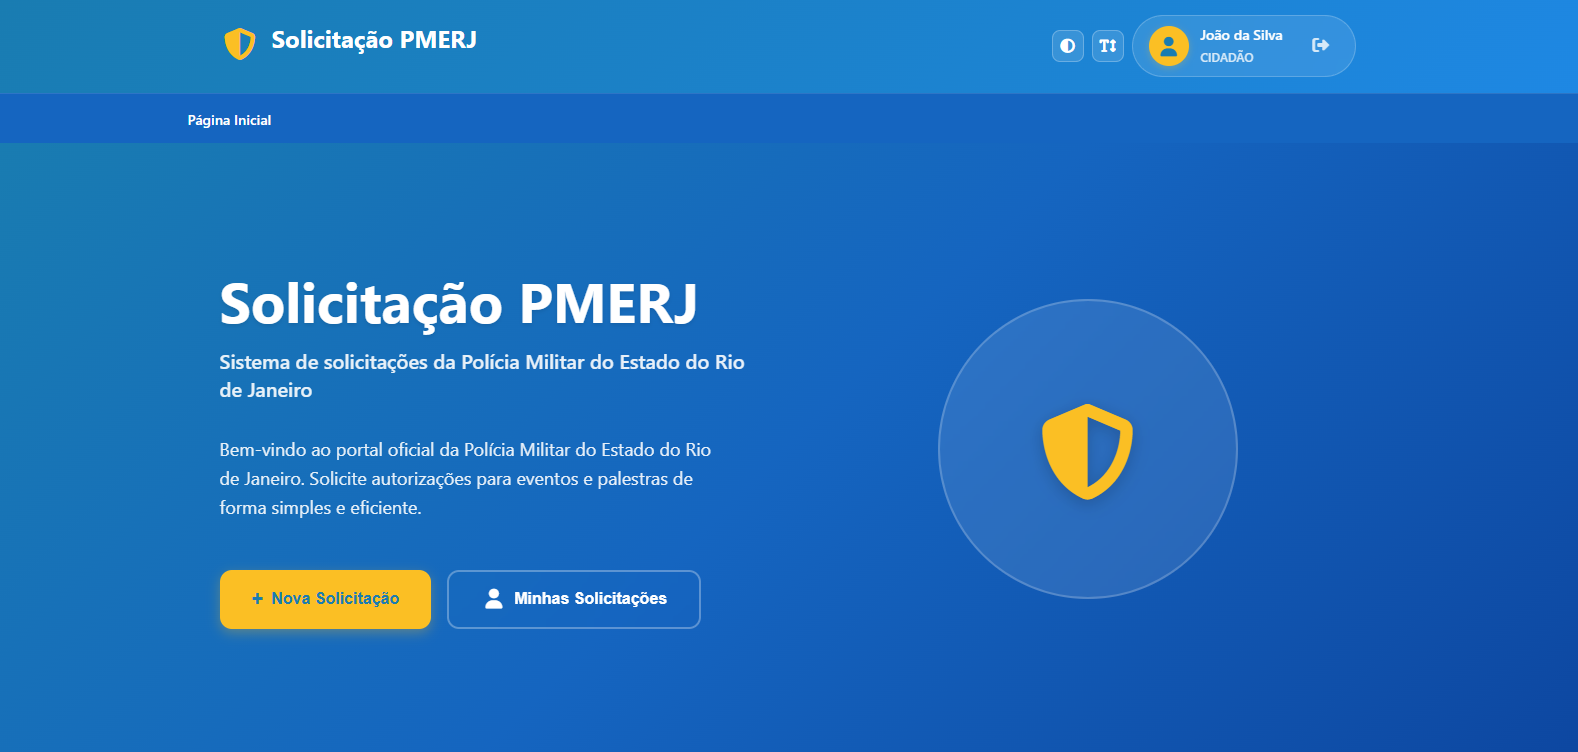 Solicitação PMERJ
João da Silva
CIDADÃO
Página Inicial
Solicitação PMERJ
Sistema de solicitações da Polícia Militar do Estado do Rio
de Janeiro
Bem-vindo ao portal oficial da Polícia Militar do Estado do Rio
de Janeiro. Solicite autorizações para eventos e palestras de
forma simples e eficiente.
+ Nova Solicitação
Minhas Solicitações